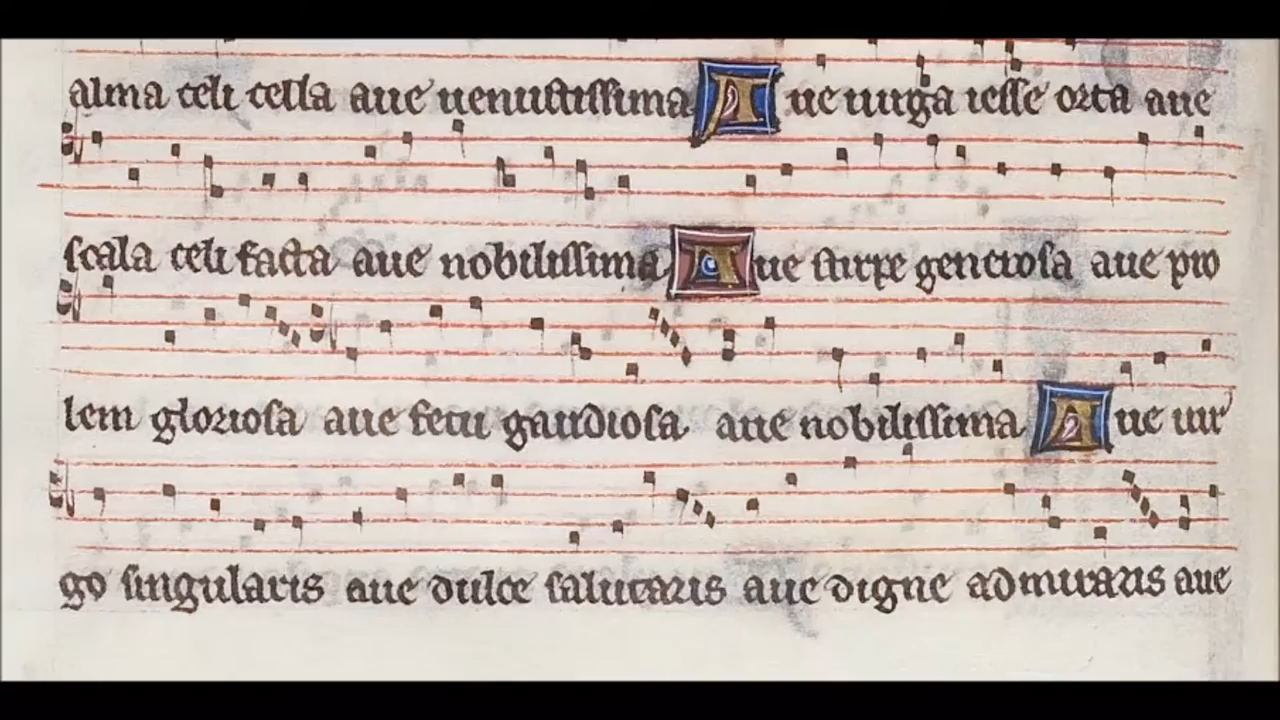 alma celi cella aue uenustissima Aue uirga iesse orta aue
scala celi facta aue nobilissima Aue stirpe generosa aue pro
lem gloriosa aue fetu gaudiosa aue nobilissima Aue uir
go singularis aue dulce salutaris aue digne admiraris aue